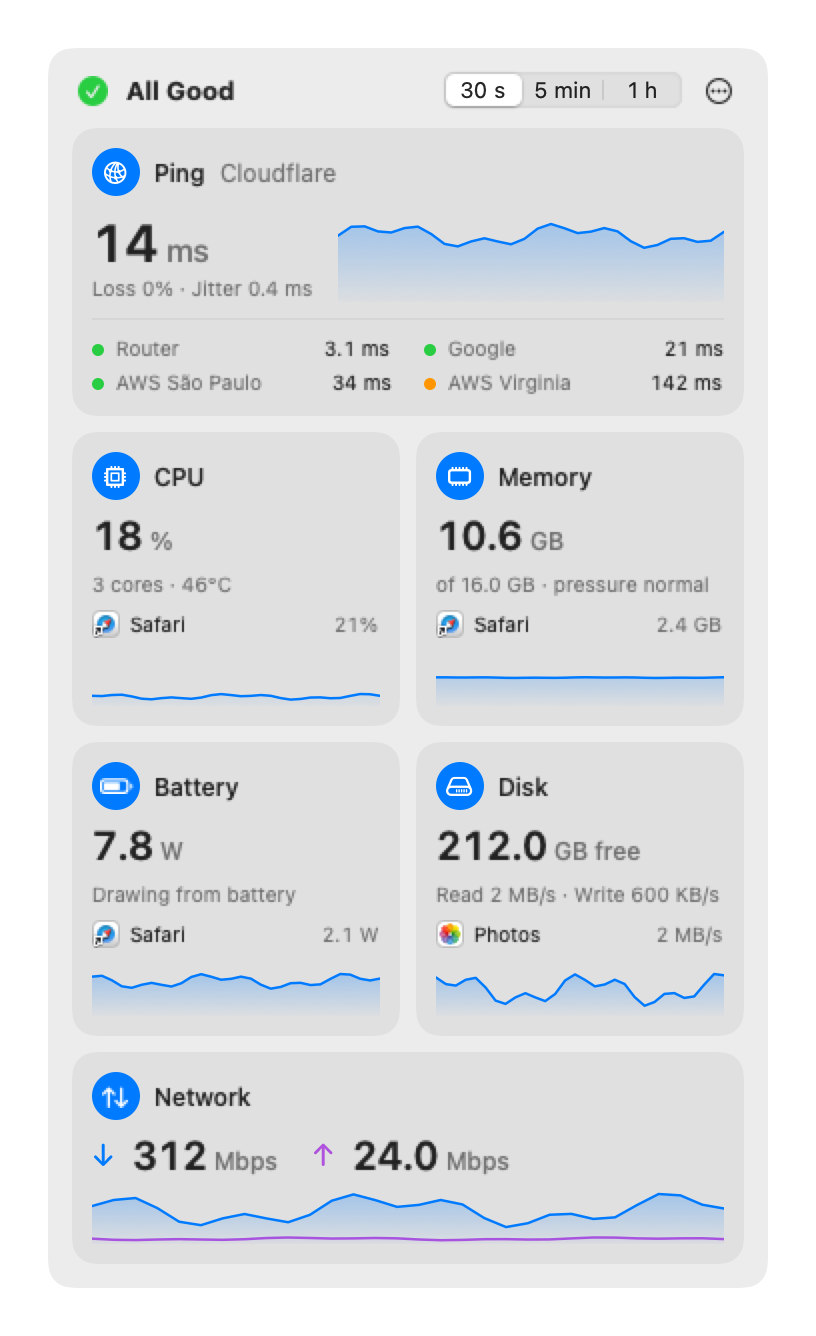 All Good
30 s 5 min 1 h
Ping Cloudflare
14 ms
Loss 0% · Jitter 0.4 ms
Router 3.1 ms
Google 21 ms
AWS São Paulo 34 ms
AWS Virginia 142 ms
CPU
18 %
3 cores · 46°C
Safari 21%
Memory
10.6 GB
of 16.0 GB · pressure normal
Safari 2.4 GB
Battery
7.8 W
Drawing from battery
Safari 2.1 W
Disk
212.0 GB free
Read 2 MB/s · Write 600 KB/s
Photos 2 MB/s
Network
↓ 312 Mbps ↑ 24.0 Mbps